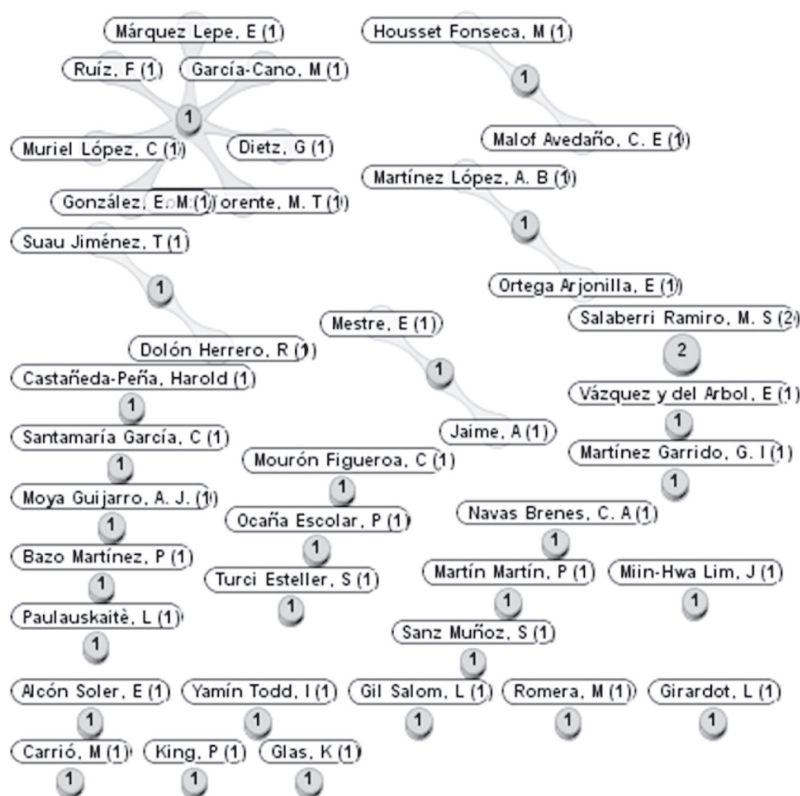 Márquez Lepe, E (1)
Housset Fonseca, M (1)
Ruíz, F (1)
García-Cano, M (1)
1
1
Muriel López, C (1)
Dietz, G (1)
Malof Avedaño, C. E (1)
González, E. M (1)
orente, M. T (1)
Martínez López, A. B (1)
1
Suau Jiménez, T (1)
1
Ortega Arjonilla, E (1)
Dolón Herrero, R (1)
Mestre, E (1)
1
Jaime, A (1)
Salaberri Ramiro, M. S (2)
2
Vázquez y del Arbol, E (1)
1
Martínez Garrido, G. I (1)
1
Castañeda-Peña, Harold (1)
1
Santamaría García, C (1)
1
Moya Guijarro, A. J. (1)
1
Bazo Martínez, P (1)
1
Paulauskaitè, L (1)
1
Mourón Figueroa, C (1)
1
Ocaña Escolar, P (1)
1
Turci Esteller, S (1)
1
Navas Brenes, C. A (1)
1
Martín Martín, P (1)
1
Sanz Muñoz, S (1)
1
Miin-Hwa Lim, J (1)
1
Alcón Soler, E (1)
1
Yamín Todd, I (1)
1
Gil Salom, L (1)
1
Romera, M (1)
1
Girardot, L (1)
1
Carrió, M (1)
1
King, P (1)
1
Glas, K (1)
1